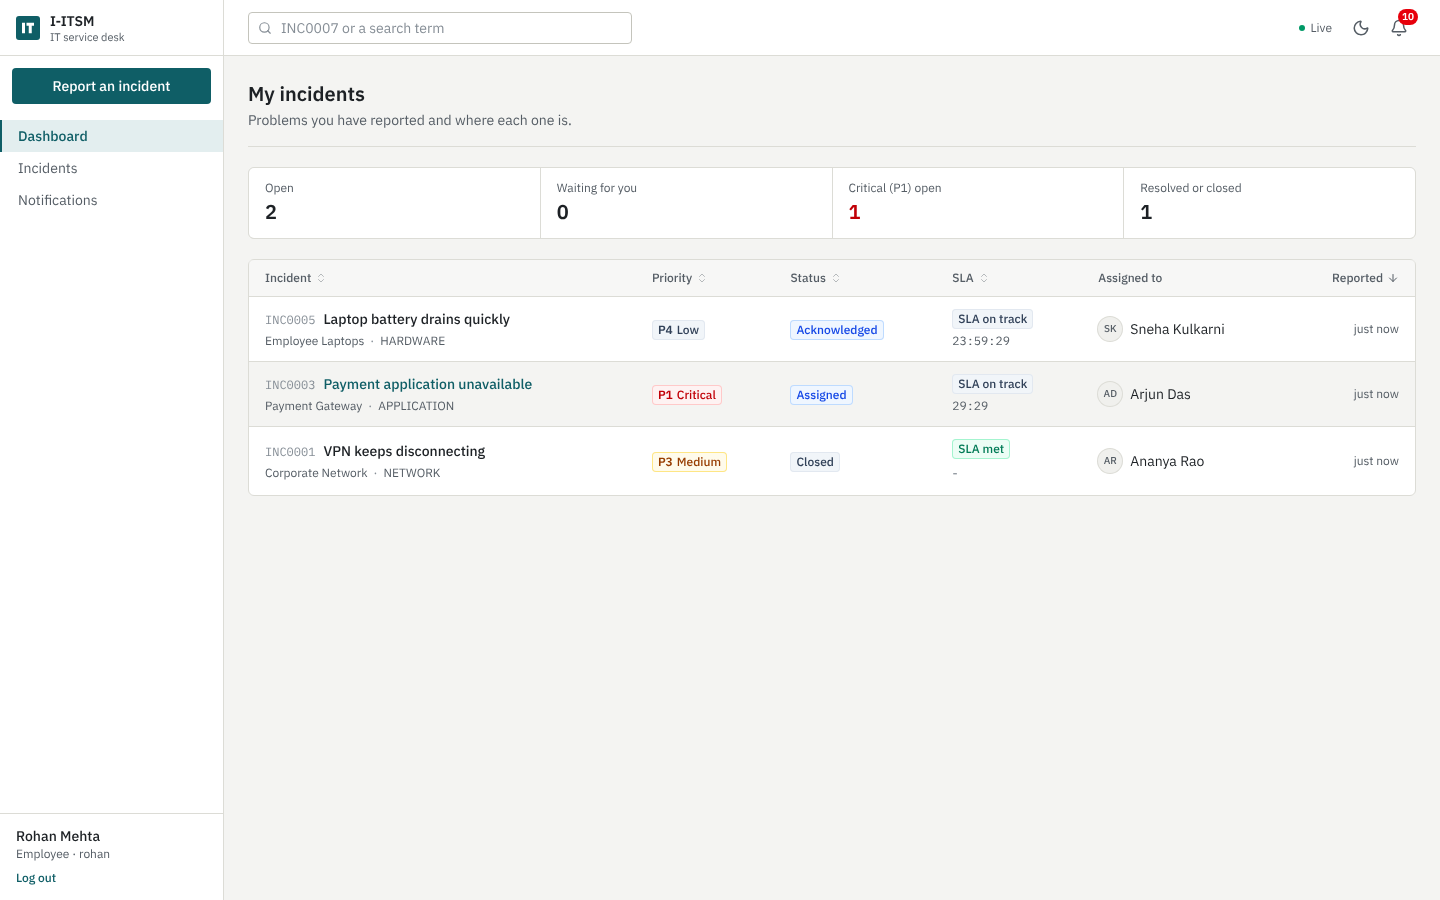 IT
I-ITSM
IT service desk
INC0007 or a search term
Live
10
Report an incident
Dashboard
Incidents
Notifications
My incidents
Problems you have reported and where each one is.
Open
2
Waiting for you
0
Critical (P1) open
1
Resolved or closed
1
Incident Priority Status SLA Assigned to Reported
INC0005 Laptop battery drains quickly
Employee Laptops · HARDWARE
P4 Low
Acknowledged
SLA on track
23:59:29
SK Sneha Kulkarni
just now
INC0003 Payment application unavailable
Payment Gateway · APPLICATION
P1 Critical
Assigned
SLA on track
29:29
AD Arjun Das
just now
INC0001 VPN keeps disconnecting
Corporate Network · NETWORK
P3 Medium
Closed
SLA met
-
AR Ananya Rao
just now
Rohan Mehta
Employee · rohan
Log out